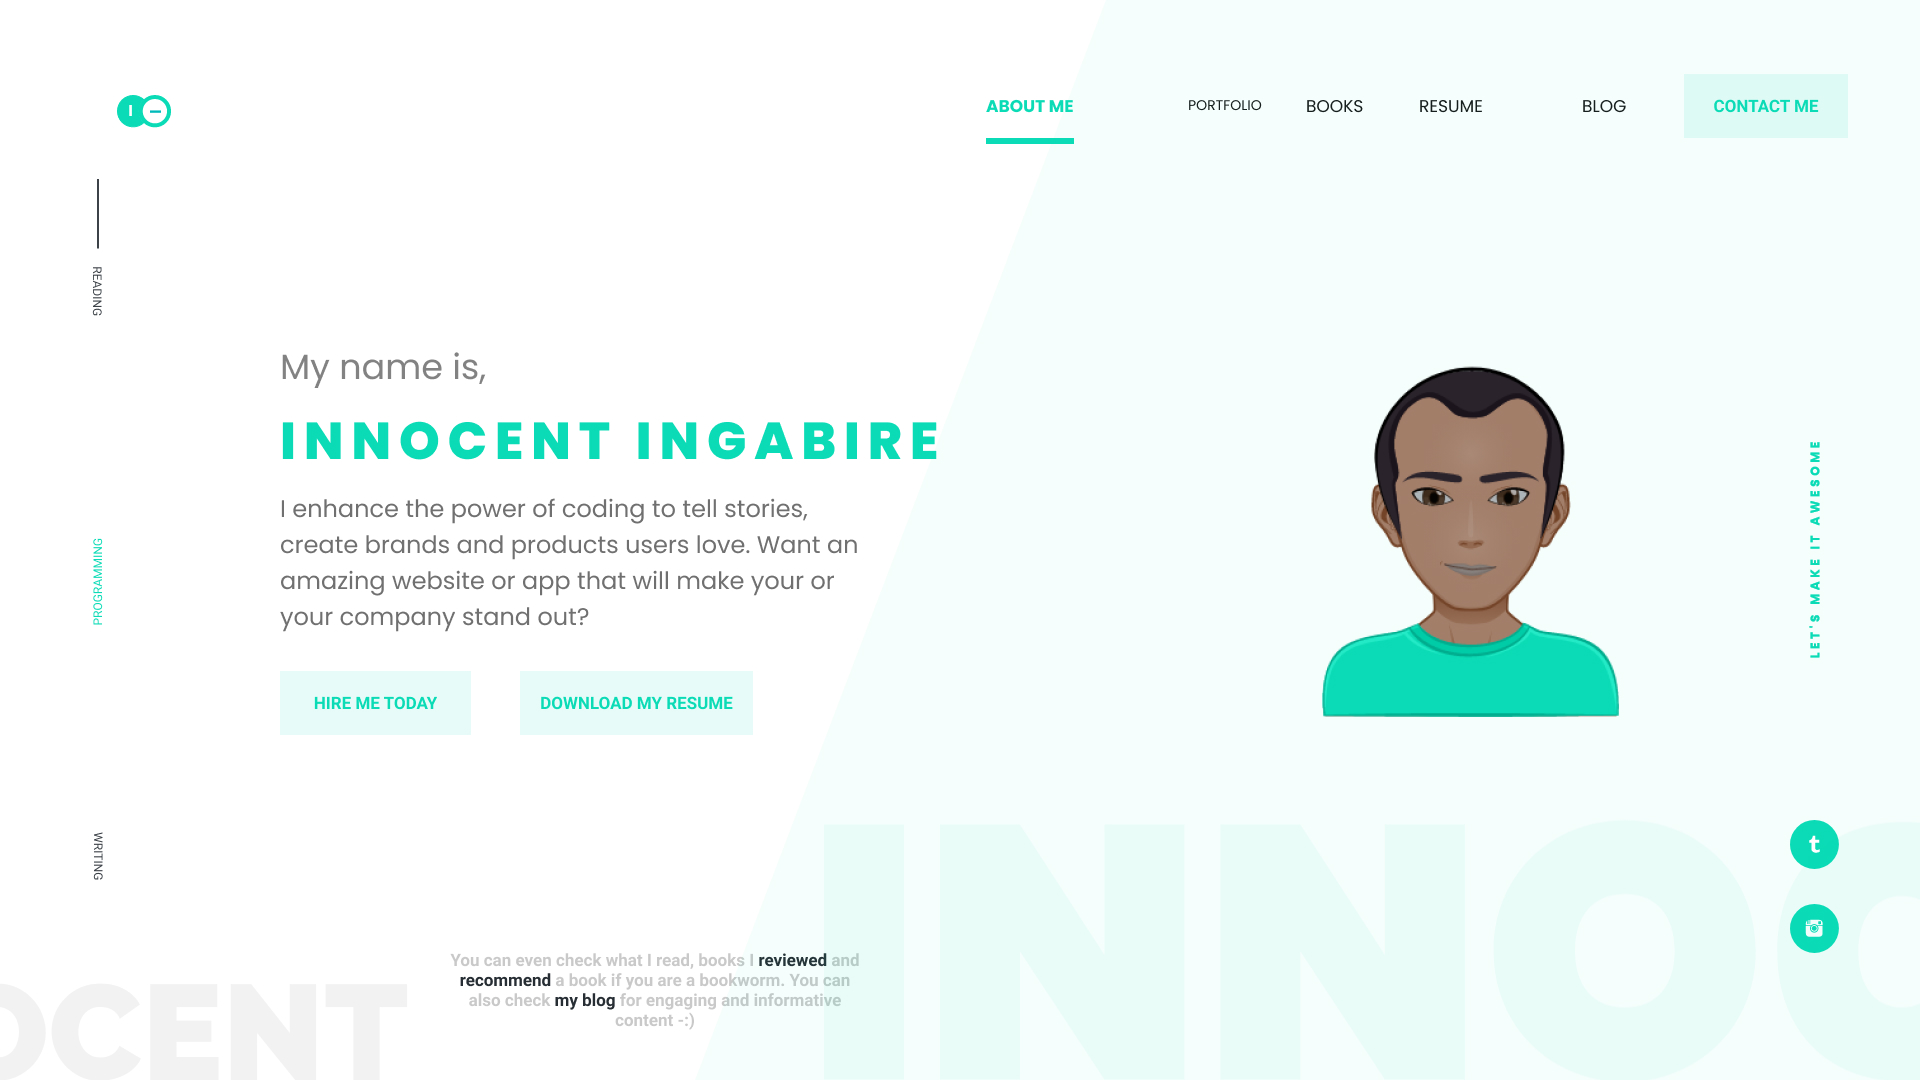 ABOUT ME
PORTFOLIO
BOOKS
RESUME
BLOG
CONTACT ME
READING
PROGRAMMING
WRITING
My name is,
INNOCENT INGABIRE
I enhance the power of coding to tell stories,
create brands and products users love. Want an
amazing website or app that will make your or
your company stand out?
HIRE ME TODAY
DOWNLOAD MY RESUME
LET'S MAKE IT AWESOME
t
You can even check what I read, books I reviewed and
recommend a book if you are a bookworm. You can
also check my blog for engaging and informative
content -:)
OCENT
INNOC